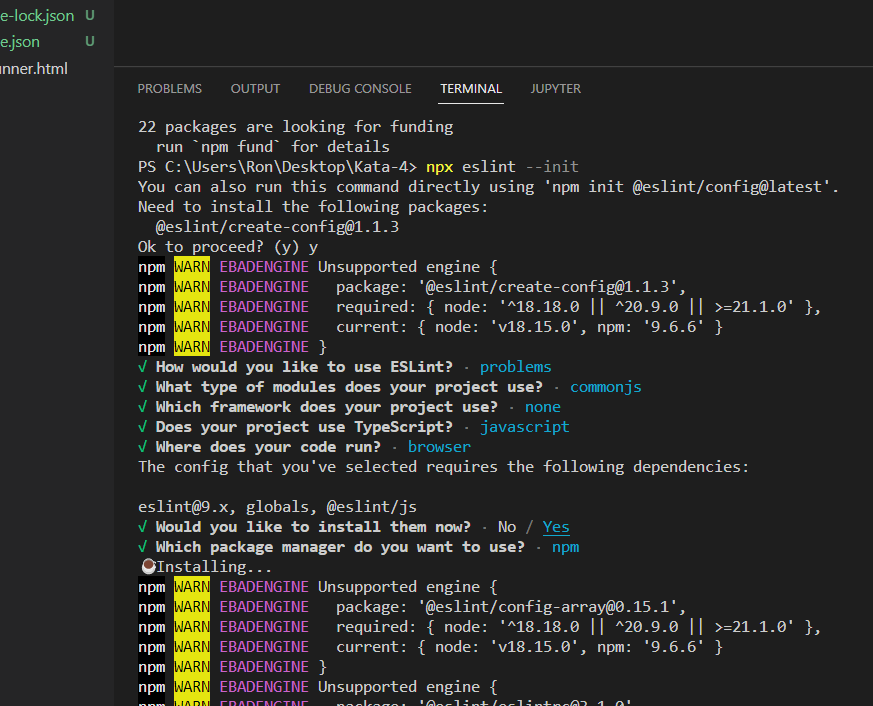 e-lock.json U
e.json U
nner.html
PROBLEMS OUTPUT DEBUG CONSOLE TERMINAL JUPYTER
22 packages are looking for funding
run `npm fund` for details
PS C:\Users\Ron\Desktop\Kata-4> npx eslint --init
You can also run this command directly using 'npm init @eslint/config@latest'.
Need to install the following packages:
@eslint/create-config@1.1.3
Ok to proceed? (y) y
npm WARN EBADENGINE Unsupported engine {
npm WARN EBADENGINE package: '@eslint/create-config@1.1.3',
npm WARN EBADENGINE required: { node: '^18.18.0 || ^20.9.0 || >=21.1.0' },
npm WARN EBADENGINE current: { node: 'v18.15.0', npm: '9.6.6' }
npm WARN EBADENGINE }
√ How would you like to use ESLint? · problems
√ What type of modules does your project use? · commonjs
√ Which framework does your project use? · none
√ Does your project use TypeScript? · javascript
√ Where does your code run? · browser
The config that you've selected requires the following dependencies:
eslint@9.x, globals, @eslint/js
√ Would you like to install them now? · No / Yes
√ Which package manager do you want to use? · npm
☕Installing...
npm WARN EBADENGINE Unsupported engine {
npm WARN EBADENGINE package: '@eslint/config-array@0.15.1',
npm WARN EBADENGINE required: { node: '^18.18.0 || ^20.9.0 || >=21.1.0' },
npm WARN EBADENGINE current: { node: 'v18.15.0', npm: '9.6.6' }
npm WARN EBADENGINE }
npm WARN EBADENGINE Unsupported engine {
npm WARN EBADENGINE package: '@eslint/eslintrc@3.1.0'